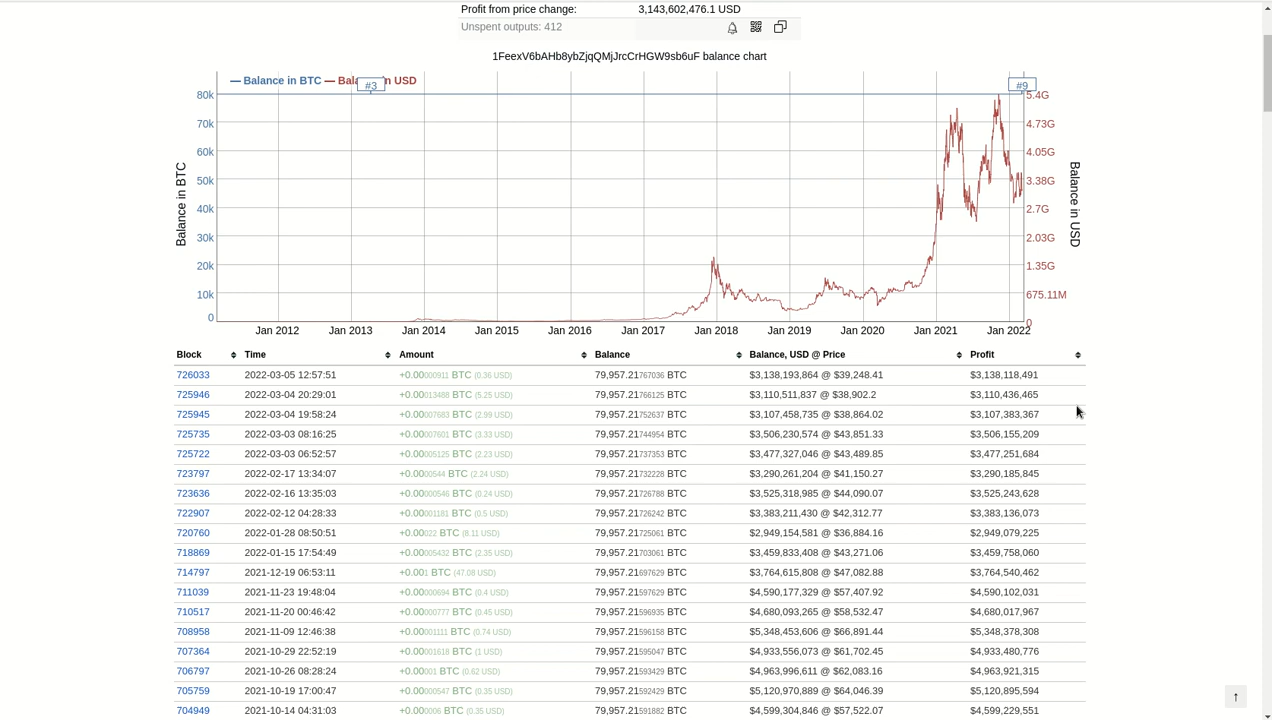 Profit from price change: 3,143,602,476.1 USD
Unspent outputs: 412
1FeexV6bAHb8ybZjqQMjJrcCrHGW9sb6uF balance chart
Balance in BTC Bala n USD
#3 #9
80k 5.4G
70k 4.73G
60k 4.05G
50k 3.38G
40k 2.7G
30k 2.03G
20k 1.35G
10k 675.11M
0 0
Balance in BTC
Balance in USD
Jan 2012 Jan 2013 Jan 2014 Jan 2015 Jan 2016 Jan 2017 Jan 2018 Jan 2019 Jan 2020 Jan 2021 Jan 2022
Block Time Amount Balance Balance, USD @ Price Profit
726033 2022-03-05 12:57:51 +0.00000911 BTC (0.36 USD) 79,957.21767036 BTC $3,138,193,864 @ $39,248.41 $3,138,118,491
725946 2022-03-04 20:29:01 +0.00013488 BTC (5.25 USD) 79,957.21766125 BTC $3,110,511,837 @ $38,902.2 $3,110,436,465
725945 2022-03-04 19:58:24 +0.00007683 BTC (2.99 USD) 79,957.21752637 BTC $3,107,458,735 @ $38,864.02 $3,107,383,367
725735 2022-03-03 08:16:25 +0.00007601 BTC (3.33 USD) 79,957.21744954 BTC $3,506,230,574 @ $43,851.33 $3,506,155,209
725722 2022-03-03 06:52:57 +0.00005125 BTC (2.23 USD) 79,957.21737353 BTC $3,477,327,046 @ $43,489.85 $3,477,251,684
723797 2022-02-17 13:34:07 +0.0000544 BTC (2.24 USD) 79,957.21732228 BTC $3,290,261,204 @ $41,150.27 $3,290,185,845
723636 2022-02-16 13:35:03 +0.00000546 BTC (0.24 USD) 79,957.21726788 BTC $3,525,318,985 @ $44,090.07 $3,525,243,628
722907 2022-02-12 04:28:33 +0.00001181 BTC (0.5 USD) 79,957.21726242 BTC $3,383,211,430 @ $42,312.77 $3,383,136,073
720760 2022-01-28 08:50:51 +0.00022 BTC (8.11 USD) 79,957.21725061 BTC $2,949,154,581 @ $36,884.16 $2,949,079,225
718869 2022-01-15 17:54:49 +0.00005432 BTC (2.35 USD) 79,957.21703061 BTC $3,459,833,408 @ $43,271.06 $3,459,758,060
714797 2021-12-19 06:53:11 +0.001 BTC (47.08 USD) 79,957.21697629 BTC $3,764,615,808 @ $47,082.88 $3,764,540,462
711039 2021-11-23 19:48:04 +0.00000694 BTC (0.4 USD) 79,957.21597629 BTC $4,590,177,329 @ $57,407.92 $4,590,102,031
710517 2021-11-20 00:46:42 +0.00000777 BTC (0.45 USD) 79,957.21596935 BTC $4,680,093,265 @ $58,532.47 $4,680,017,967
708958 2021-11-09 12:46:38 +0.00001111 BTC (0.74 USD) 79,957.21596158 BTC $5,348,453,606 @ $66,891.44 $5,348,378,308
707364 2021-10-29 22:52:19 +0.00001618 BTC (1 USD) 79,957.21595047 BTC $4,933,556,073 @ $61,702.45 $4,933,480,776
706797 2021-10-26 08:28:24 +0.00001 BTC (0.62 USD) 79,957.21593429 BTC $4,963,996,611 @ $62,083.16 $4,963,921,315
705759 2021-10-19 17:00:47 +0.00000547 BTC (0.35 USD) 79,957.21592429 BTC $5,120,970,889 @ $64,046.39 $5,120,895,594
704949 2021-10-14 04:31:03 +0.000006 BTC (0.35 USD) 79,957.21591882 BTC $4,599,304,846 @ $57,522.07 $4,599,229,551